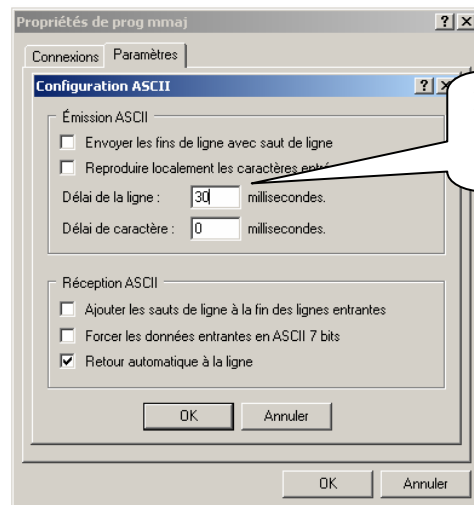 Propriétés de prog mmaj
Connexions Paramètres
Configuration ASCII
Émission ASCII
Envoyer les fins de ligne avec saut de ligne
Reproduire localement les caractères
Délai de la ligne : 30 millisecondes.
Délai de caractère : 0 millisecondes.
Réception ASCII
Ajouter les sauts de ligne à la fin des lignes entrantes
Forcer les données entrantes en ASCII 7 bits
Retour automatique à la ligne
OK Annuler
OK Annuler